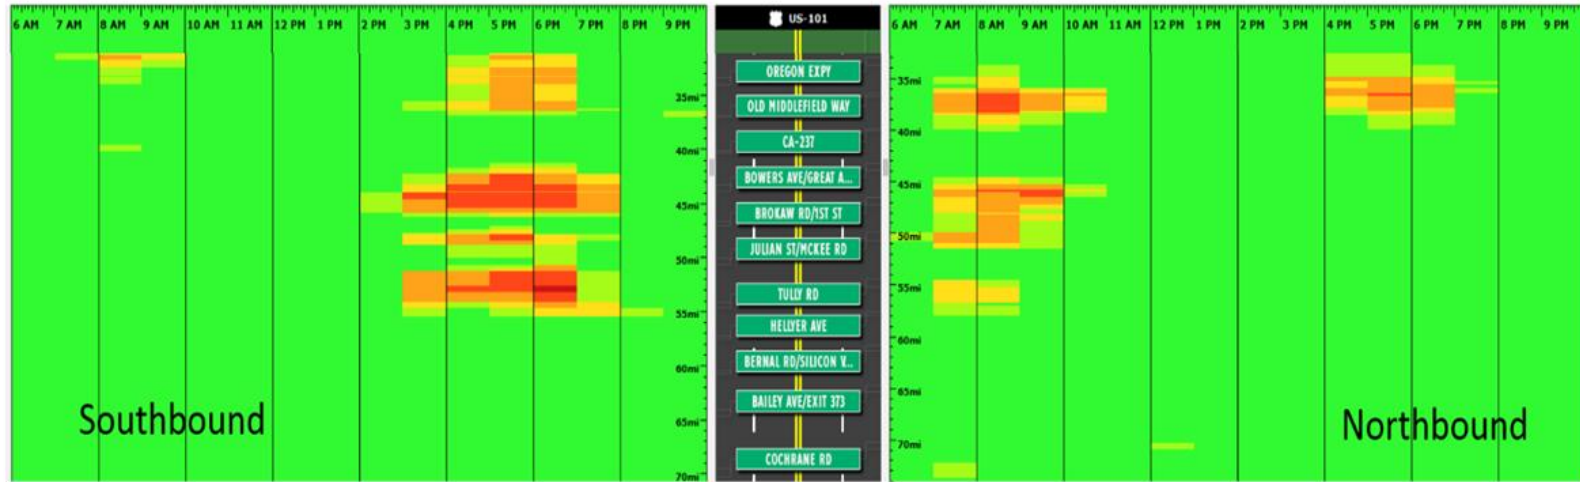 6 AM 7 AM 8 AM 9 AM 10 AM 11 AM 12 PM 1 PM 2 PM 3 PM 4 PM 5 PM 6 PM 7 PM 8 PM 9 PM
35mi
40mi
45mi
50mi
55mi
60mi
65mi
70mi
Southbound
US-101
OREGON EXPY
OLD MIDDLEFIELD WAY
CA-237
BOWERS AVE/GREAT A...
BROKAW RD/1ST ST
JULIAN ST/MCKEE RD
TULLY RD
HELLYER AVE
BERNAL RD/SILICON V...
BAILEY AVE/EXIT 373
COCHRANE RD
6 AM 7 AM 8 AM 9 AM 10 AM 11 AM 12 PM 1 PM 2 PM 3 PM 4 PM 5 PM 6 PM 7 PM 8 PM 9 PM
35mi
40mi
45mi
50mi
55mi
60mi
65mi
70mi
Northbound